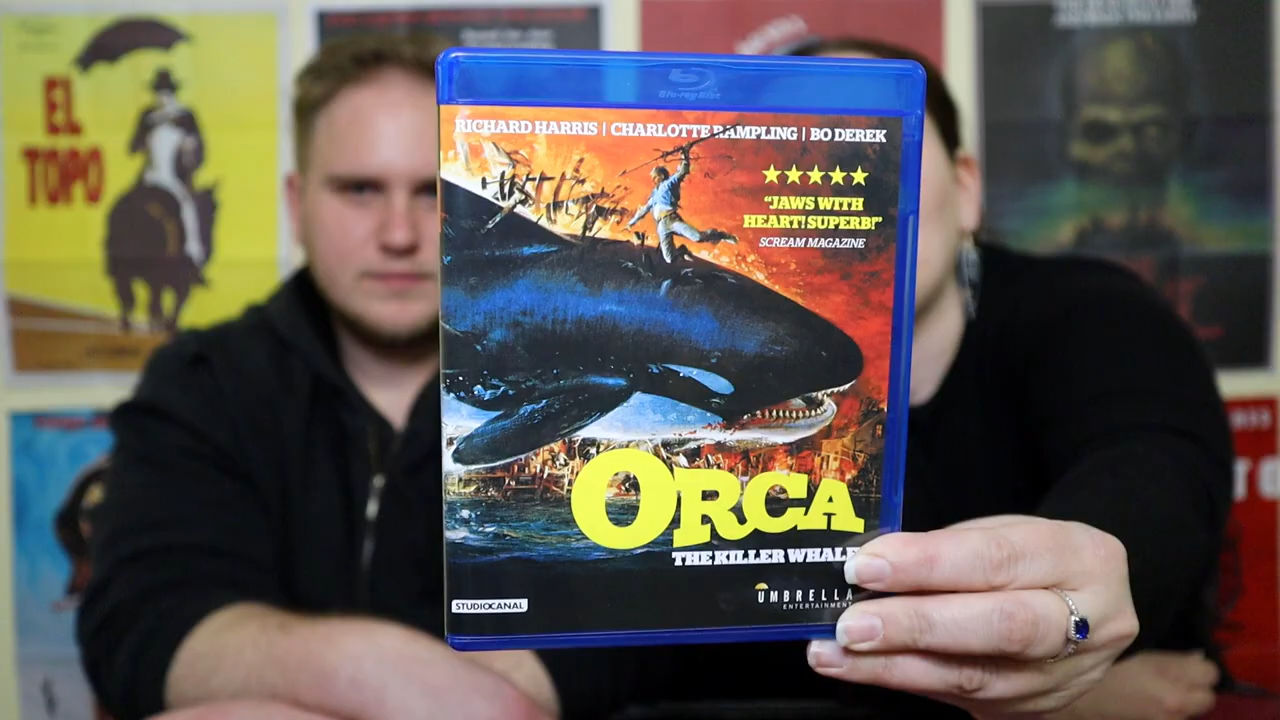 EL
TOPO
Blu-ray Disc
RICHARD HARRIS | CHARLOTTE RAMPLING | BO DEREK
"JAWS WITH
HEART! SUPERB!"
SCREAM MAGAZINE
ORCA
THE KILLER WHALE
UMBRELLA
ENTERTAINMENT
STUDIOCANAL